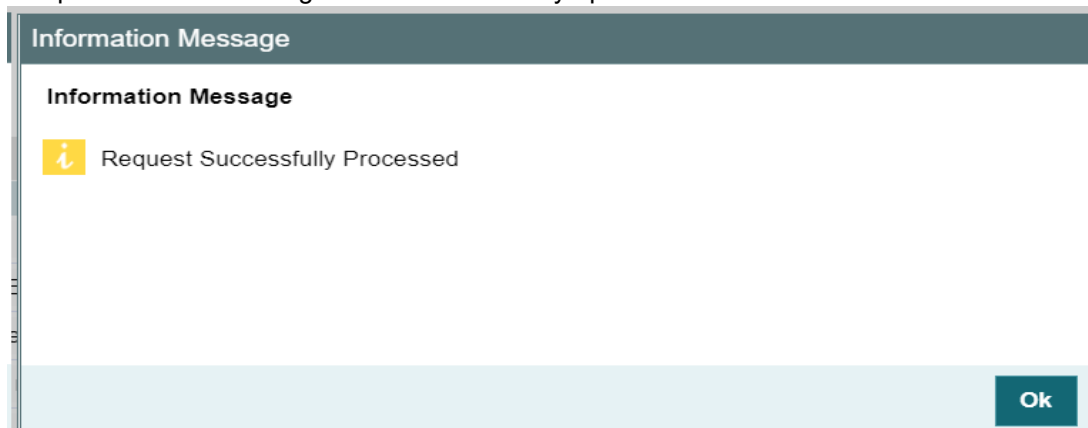 Information Message
Information Message
Request Successfully Processed
Ok